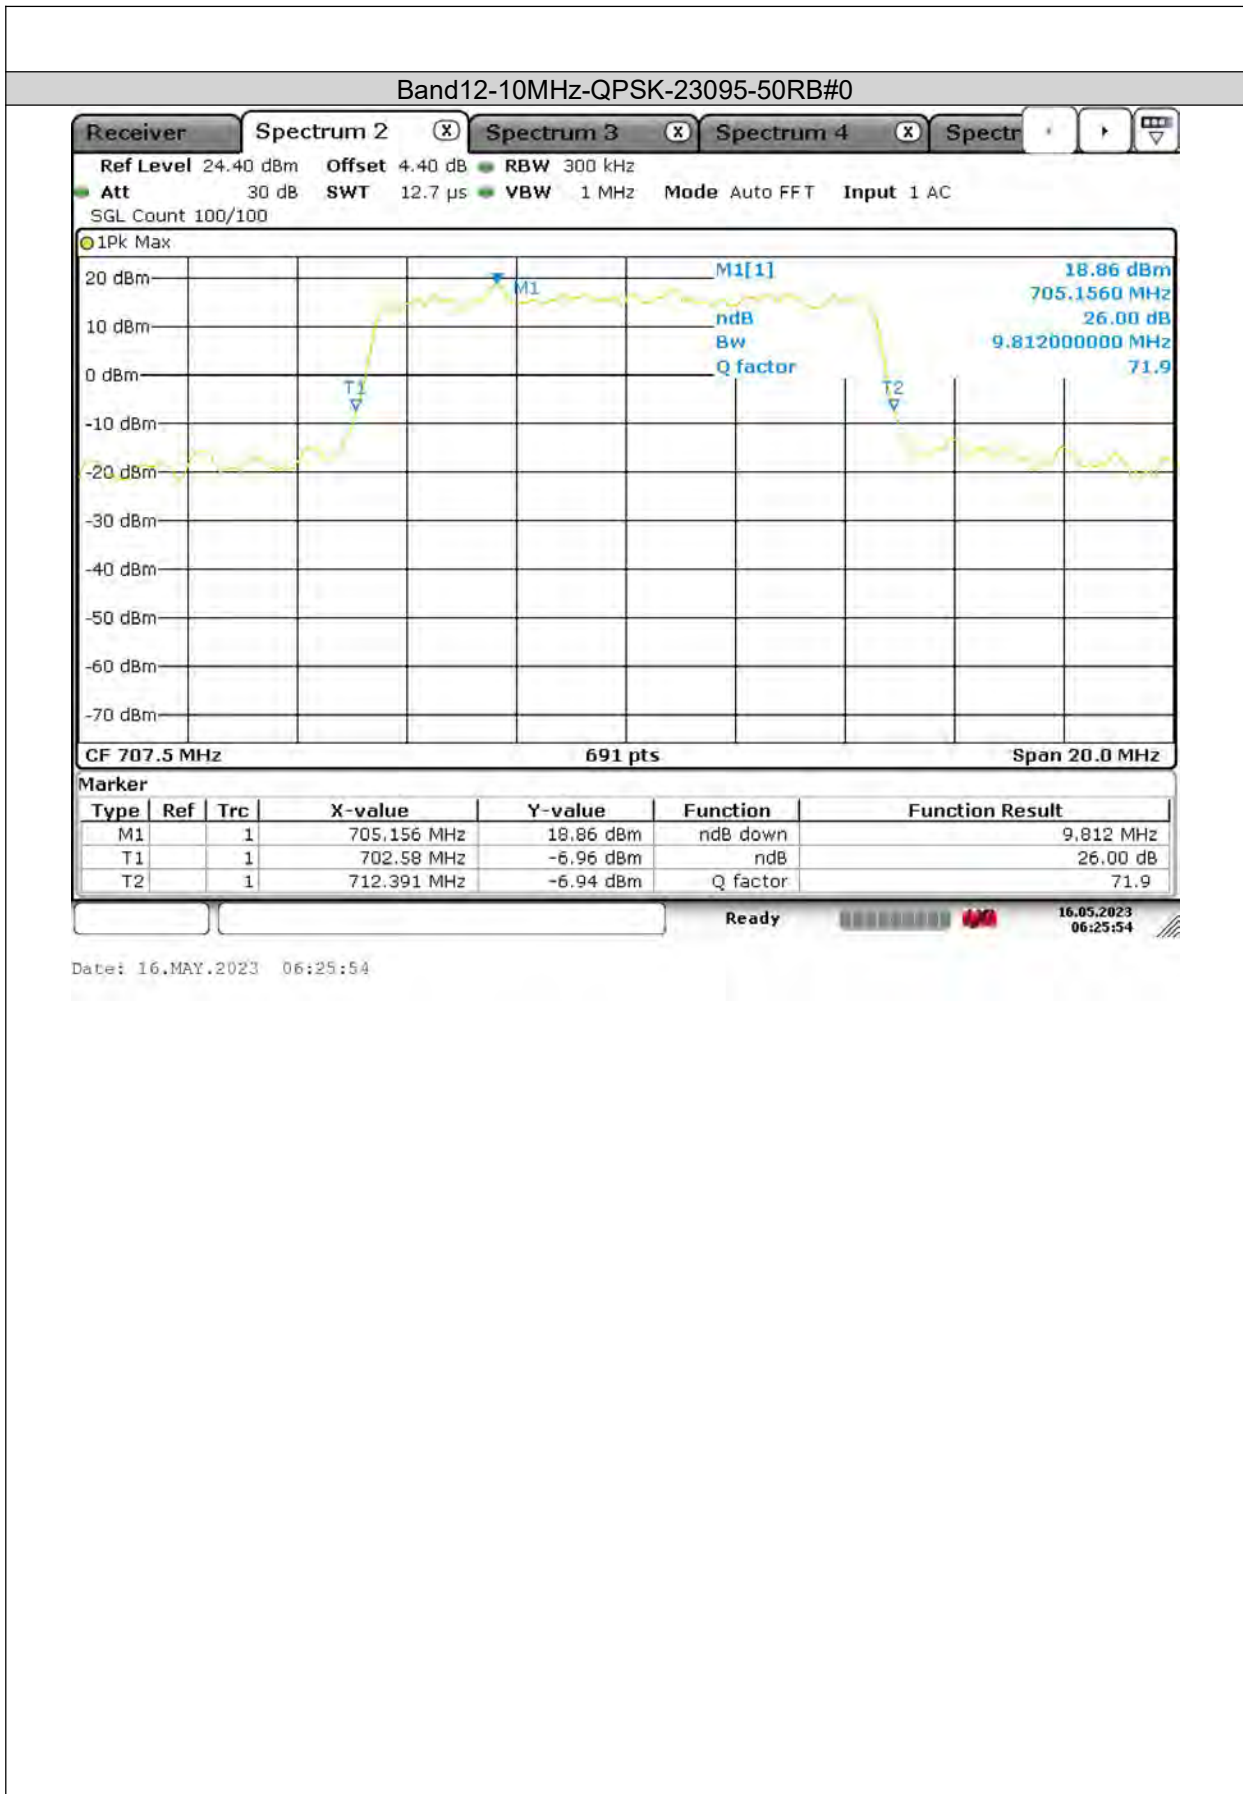 Band12-10MHz-QPSK-23095-50RB#0
Receiver Spectrum 2 X Spectrum 3 X Spectrum 4 X Spectr
Ref Level 24.40 dBm Offset 4.40 dB RBW 300 kHz
Att 30 dB SWT 12.7 µs VBW 1 MHz Mode Auto FFT Input 1 AC
SGL Count 100/100
1Pk Max
M1[1] 18.86 dBm
705.1560 MHz
ndB 26.00 dB
Bw 9.812000000 MHz
Q factor 71.9
M1
T1
T2
20 dBm
10 dBm
0 dBm
-10 dBm
-20 dBm
-30 dBm
-40 dBm
-50 dBm
-60 dBm
-70 dBm
CF 707.5 MHz 691 pts Span 20.0 MHz
Marker
Type Ref Trc X-value Y-value Function Function Result
M1 1 705.156 MHz 18.86 dBm ndB down 9.812 MHz
T1 1 702.58 MHz -6.96 dBm ndB 26.00 dB
T2 1 712.391 MHz -6.94 dBm Q factor 71.9
Ready 16.05.2023
06:25:54
Date: 16.MAY.2023 06:25:54